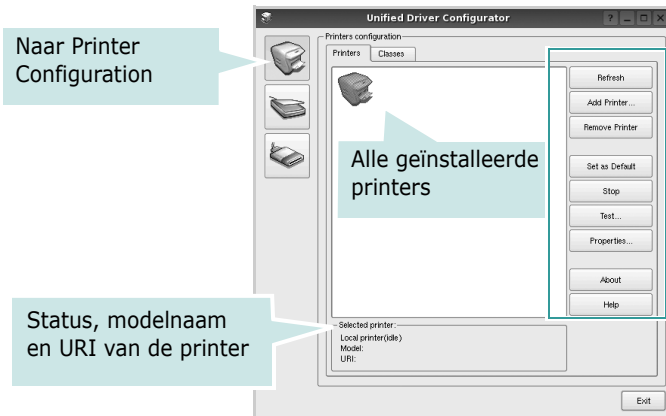 Unified Driver Configurator
Naar Printer
Configuration
Printers configuration
Printers
Classes
Alle geïnstalleerde
printers
Refresh
Add Printer...
Remove Printer
Set as Default
Stop
Test...
Properties...
About
Help
Status, modelnaam
en URI van de printer
Selected printer:
Local printer(idle)
Model:
URI:
Exit